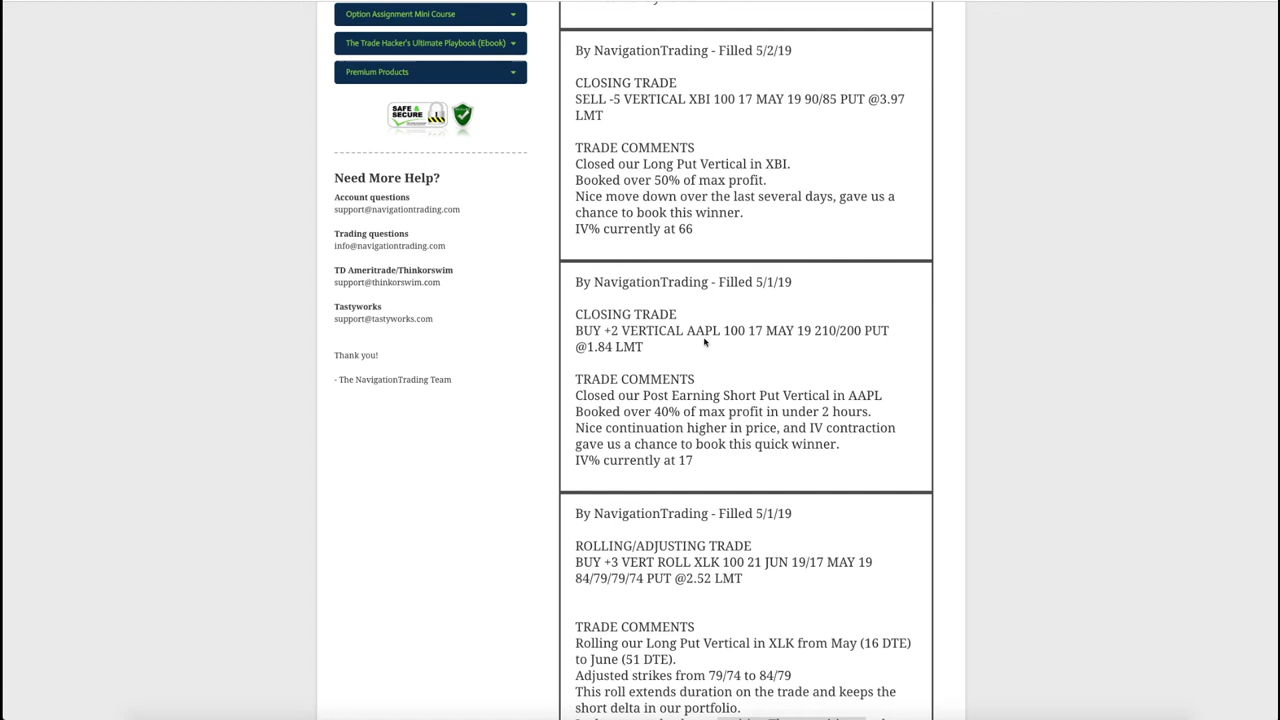 Option Assignment Mini Course
The Trade Hacker's Ultimate Playbook (Ebook)
Premium Products
SAFE &
SECURE
Need More Help?
Account questions
support@navigationtrading.com
Trading questions
info@navigationtrading.com
TD Ameritrade/Thinkorswim
support@thinkorswim.com
Tastyworks
support@tastyworks.com
Thank you!
- The NavigationTrading Team
By NavigationTrading - Filled 5/2/19
CLOSING TRADE
SELL -5 VERTICAL XBI 100 17 MAY 19 90/85 PUT @3.97
LMT
TRADE COMMENTS
Closed our Long Put Vertical in XBI.
Booked over 50% of max profit.
Nice move down over the last several days, gave us a
chance to book this winner.
IV% currently at 66
By NavigationTrading - Filled 5/1/19
CLOSING TRADE
BUY +2 VERTICAL AAPL 100 17 MAY 19 210/200 PUT
@1.84 LMT
TRADE COMMENTS
Closed our Post Earning Short Put Vertical in AAPL
Booked over 40% of max profit in under 2 hours.
Nice continuation higher in price, and IV contraction
gave us a chance to book this quick winner.
IV% currently at 17
By NavigationTrading - Filled 5/1/19
ROLLING/ADJUSTING TRADE
BUY +3 VERT ROLL XLK 100 21 JUN 19/17 MAY 19
84/79/79/74 PUT @2.52 LMT
TRADE COMMENTS
Rolling our Long Put Vertical in XLK from May (16 DTE)
to June (51 DTE).
Adjusted strikes from 79/74 to 84/79
This roll extends duration on the trade and keeps the
short delta in our portfolio.